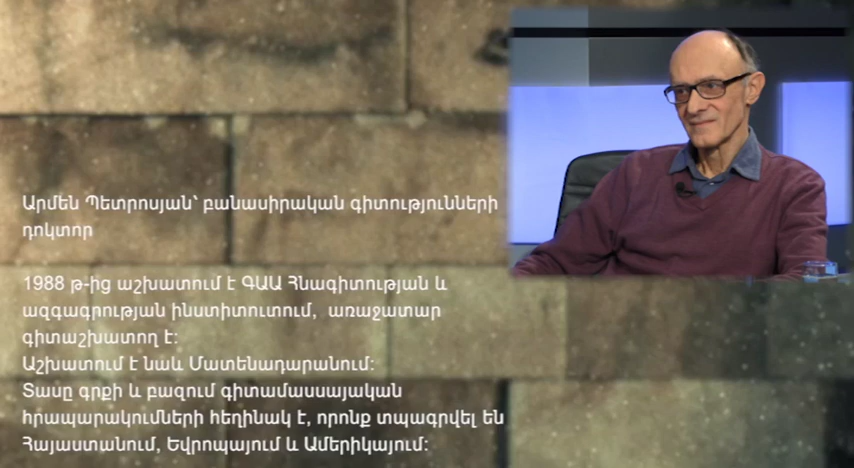 Արմեն Պետրոսյան՝ բանասիրական գիտությունների
դոկտոր
1988 թ-ից աշխատում է ԳԱԱ Հնագիտության և
ազգագրության ինստիտուտում, առաջատար
գիտաշխատող է:
Աշխատում է նաև Մատենադարանում:
Տասը գրքի և բազում գիտամասսայական
հրապարակումների հեղինակ է, որոնք տպագրվել են
Հայաստանում, Եվրոպայում և Ամերիկայում: